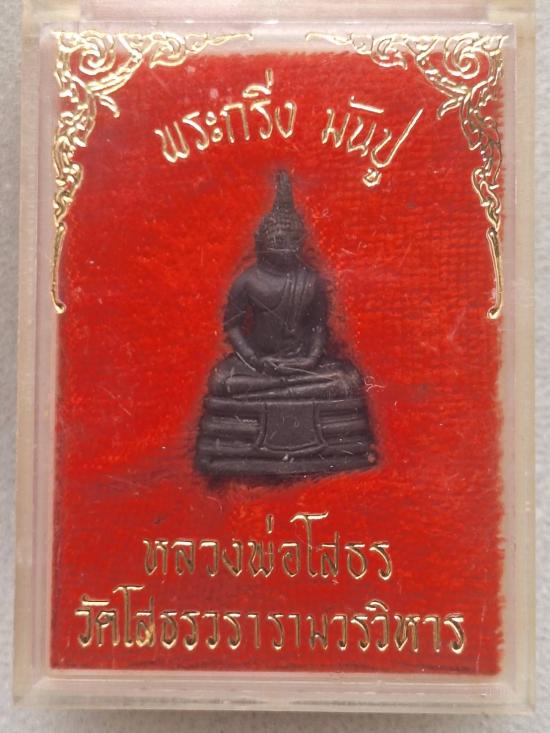 พระกริ่ง มันปู
หลวงพ่อโสธร
วัดโสธรวรารามวรวิหาร